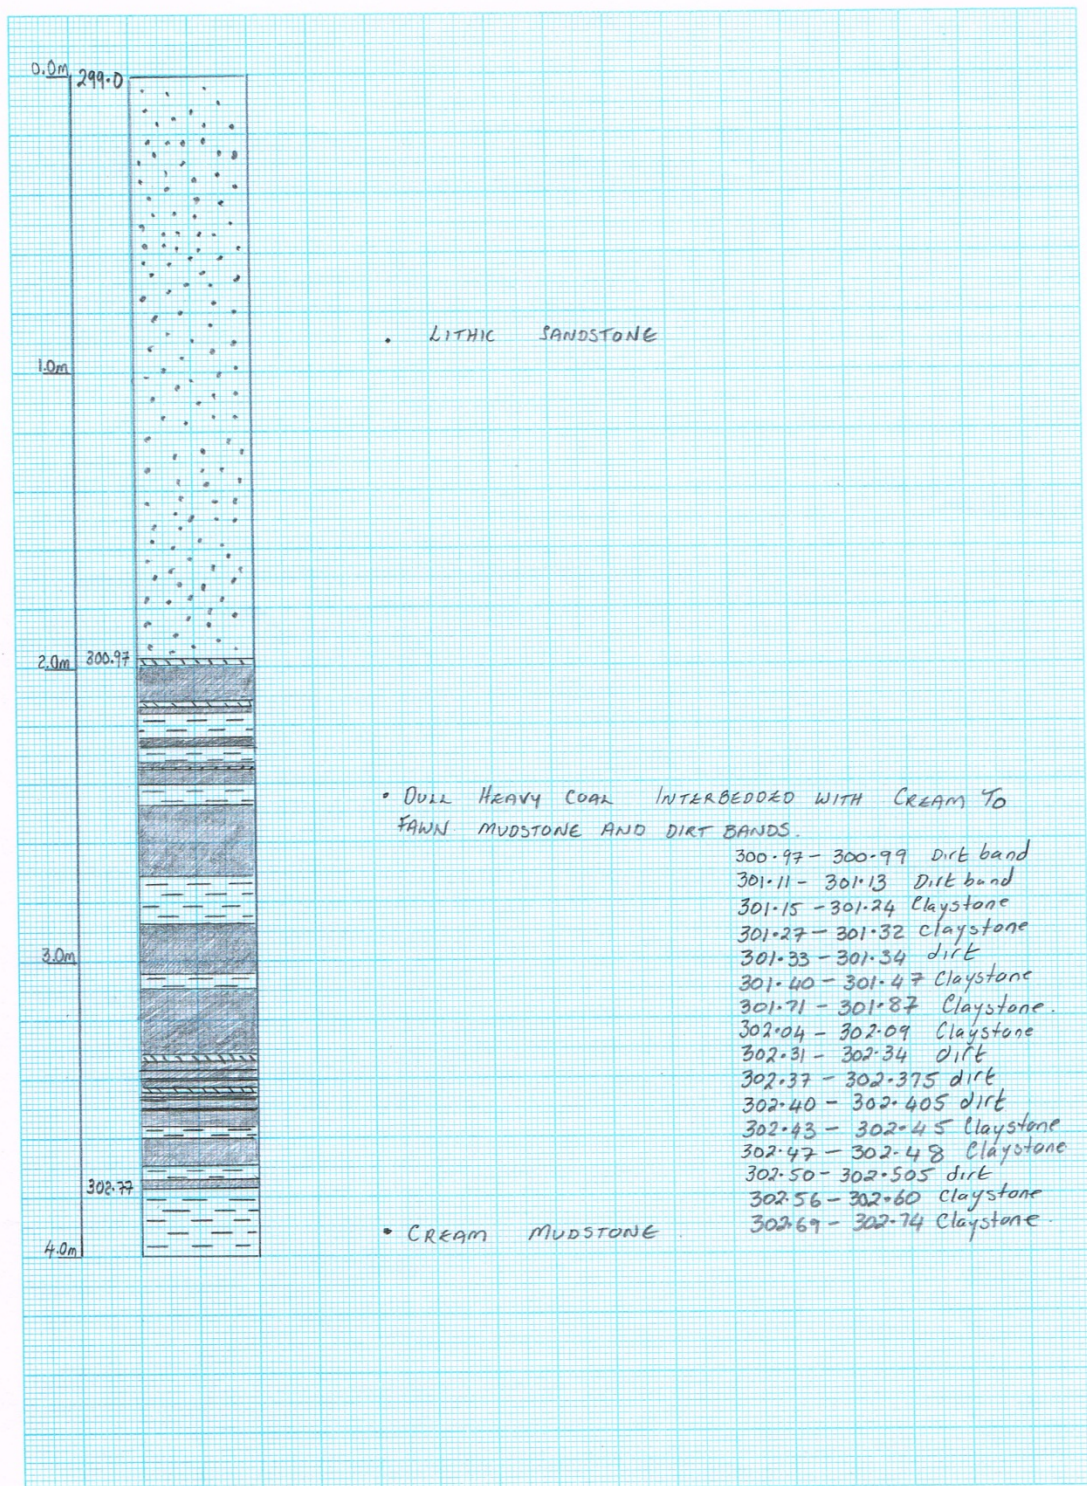 0.0m
299.0
. LITHIC SANDSTONE
1.0m
2.0m 300.97
• DULL HEAVY COAL INTERBEDDED WITH CREAM TO
FAWN MUDSTONE AND DIRT BANDS.
300.97 - 300.99 Dirt band
301.11 - 301.13 Dirt band
301.15 - 301.24 Claystone
301.27 - 301.32 Claystone
3.0m
301.33 - 301.34 dirt
301.40 - 301.47 Claystone
301.71 - 301.87 Claystone.
302.04 - 302.09 Claystone
302.31 - 302.34 dirt
302.37 - 302.375 dirt
302.40 - 302.405 dirt
302.43 - 302.45 Claystone
302.47 - 302.48 Claystone
302.50 - 302.505 dirt
302.77
302.56 - 302.60 Claystone
302.69 - 302.74 Claystone.
• CREAM MUDSTONE
4.0m